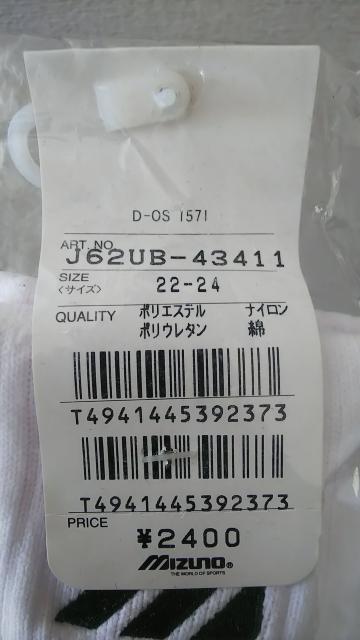 D-OS 1571
ART. NO. J62UB-43411
SIZE
〈サイズ〉 22-24
QUALITY ポリエステル ナイロン
ポリウレタン 綿
T4941445392373
T4941445392373
PRICE
¥2400
MIZUNO®
THE WORLD OF SPORTS